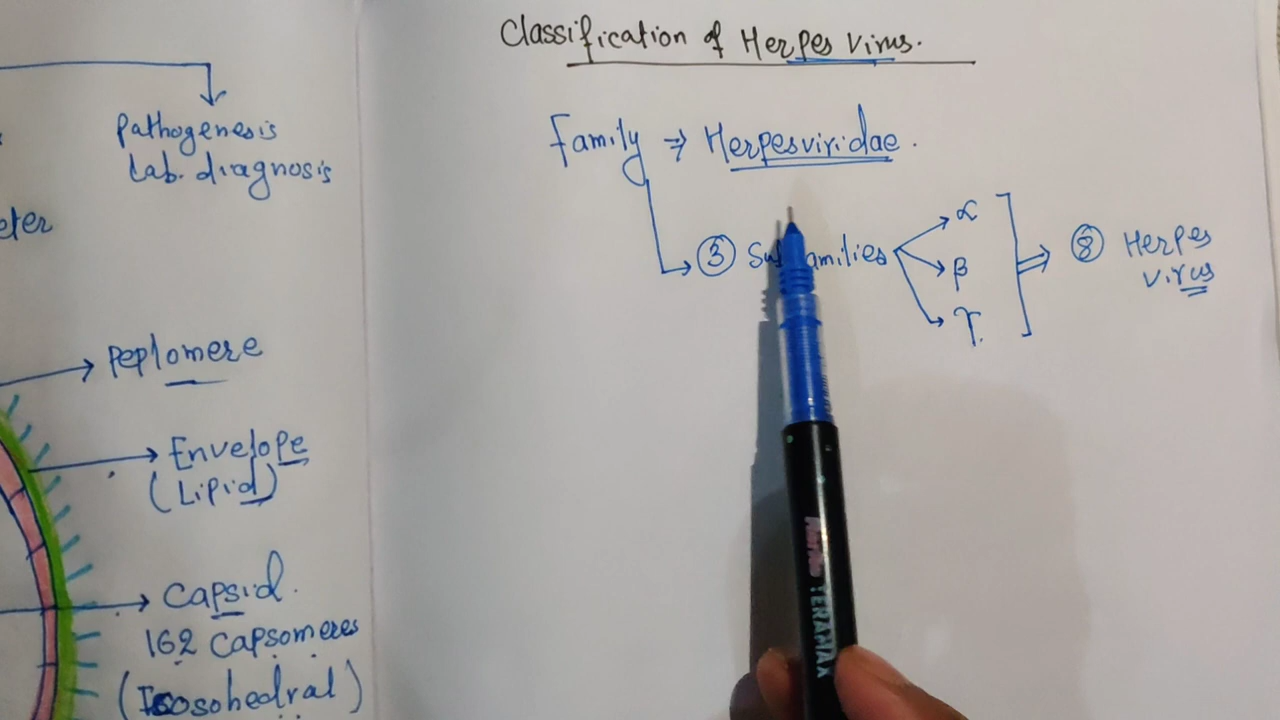 Pathogenesis
Lab. diagnosis
eter
Peplomere
Envelope
(Lipid)
Capsid.
162 Capsomeres
(Icosohedral)
Classification of Herpes Virus.
Family ⇒ Herpesviridae.
③ Subfamilies
α
β
γ.
⑧ Herpes
virus
TERAMAX